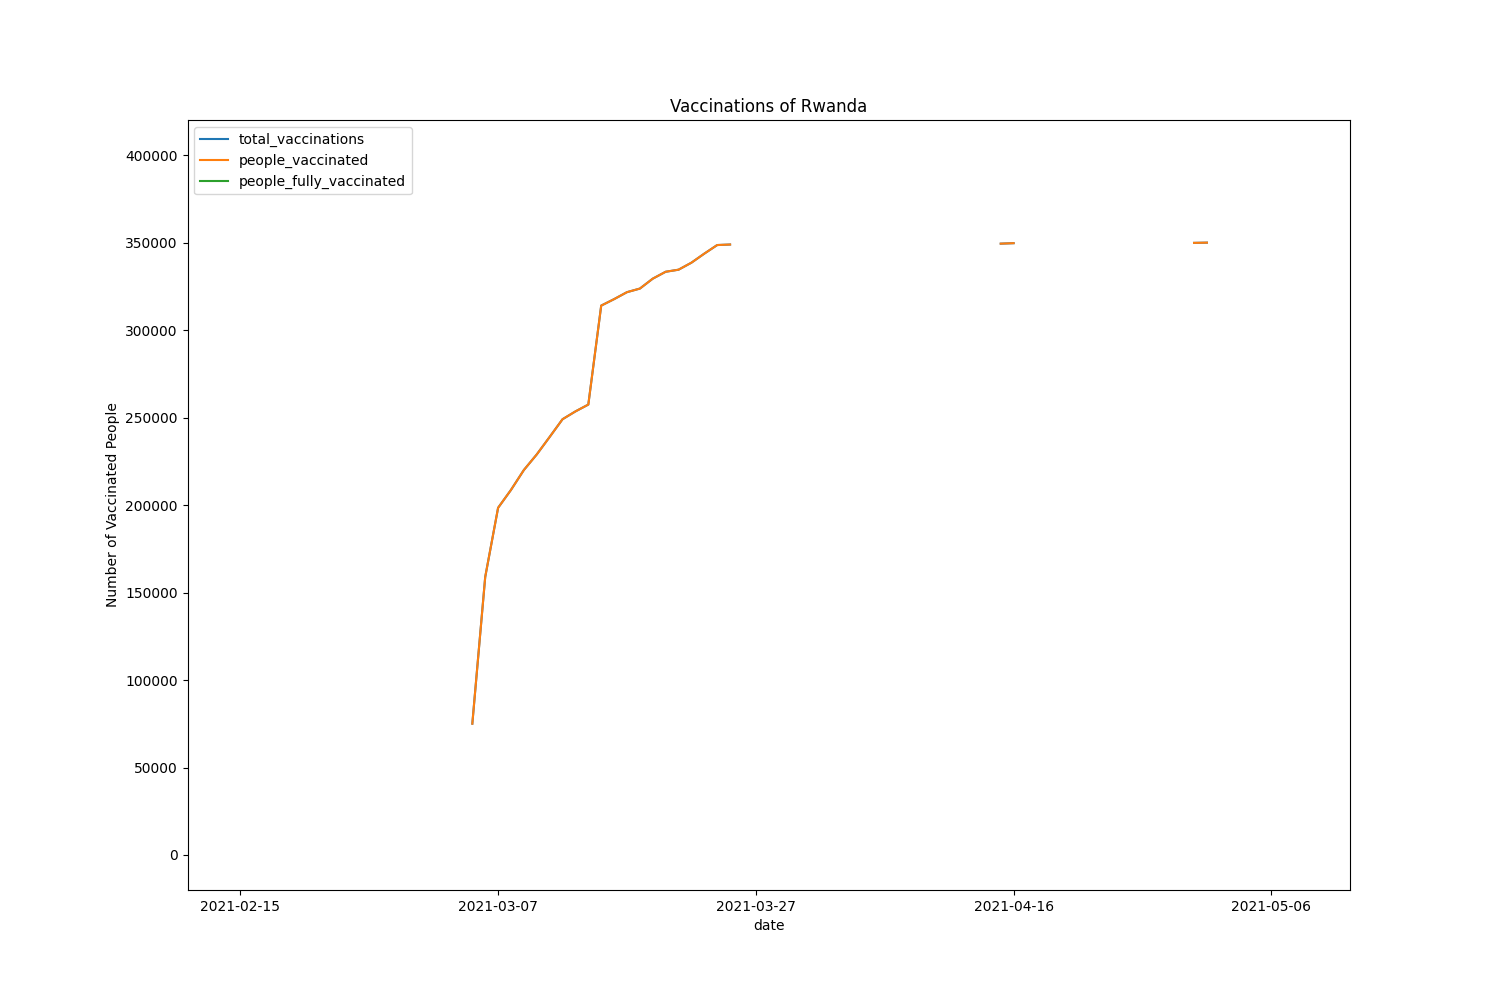 Vaccinations of Rwanda
total_vaccinations
people_vaccinated
people_fully_vaccinated
400000
350000
300000
250000
200000
150000
100000
50000
0
Number of Vaccinated People
2021-02-15 2021-03-07 2021-03-27 2021-04-16 2021-05-06
date